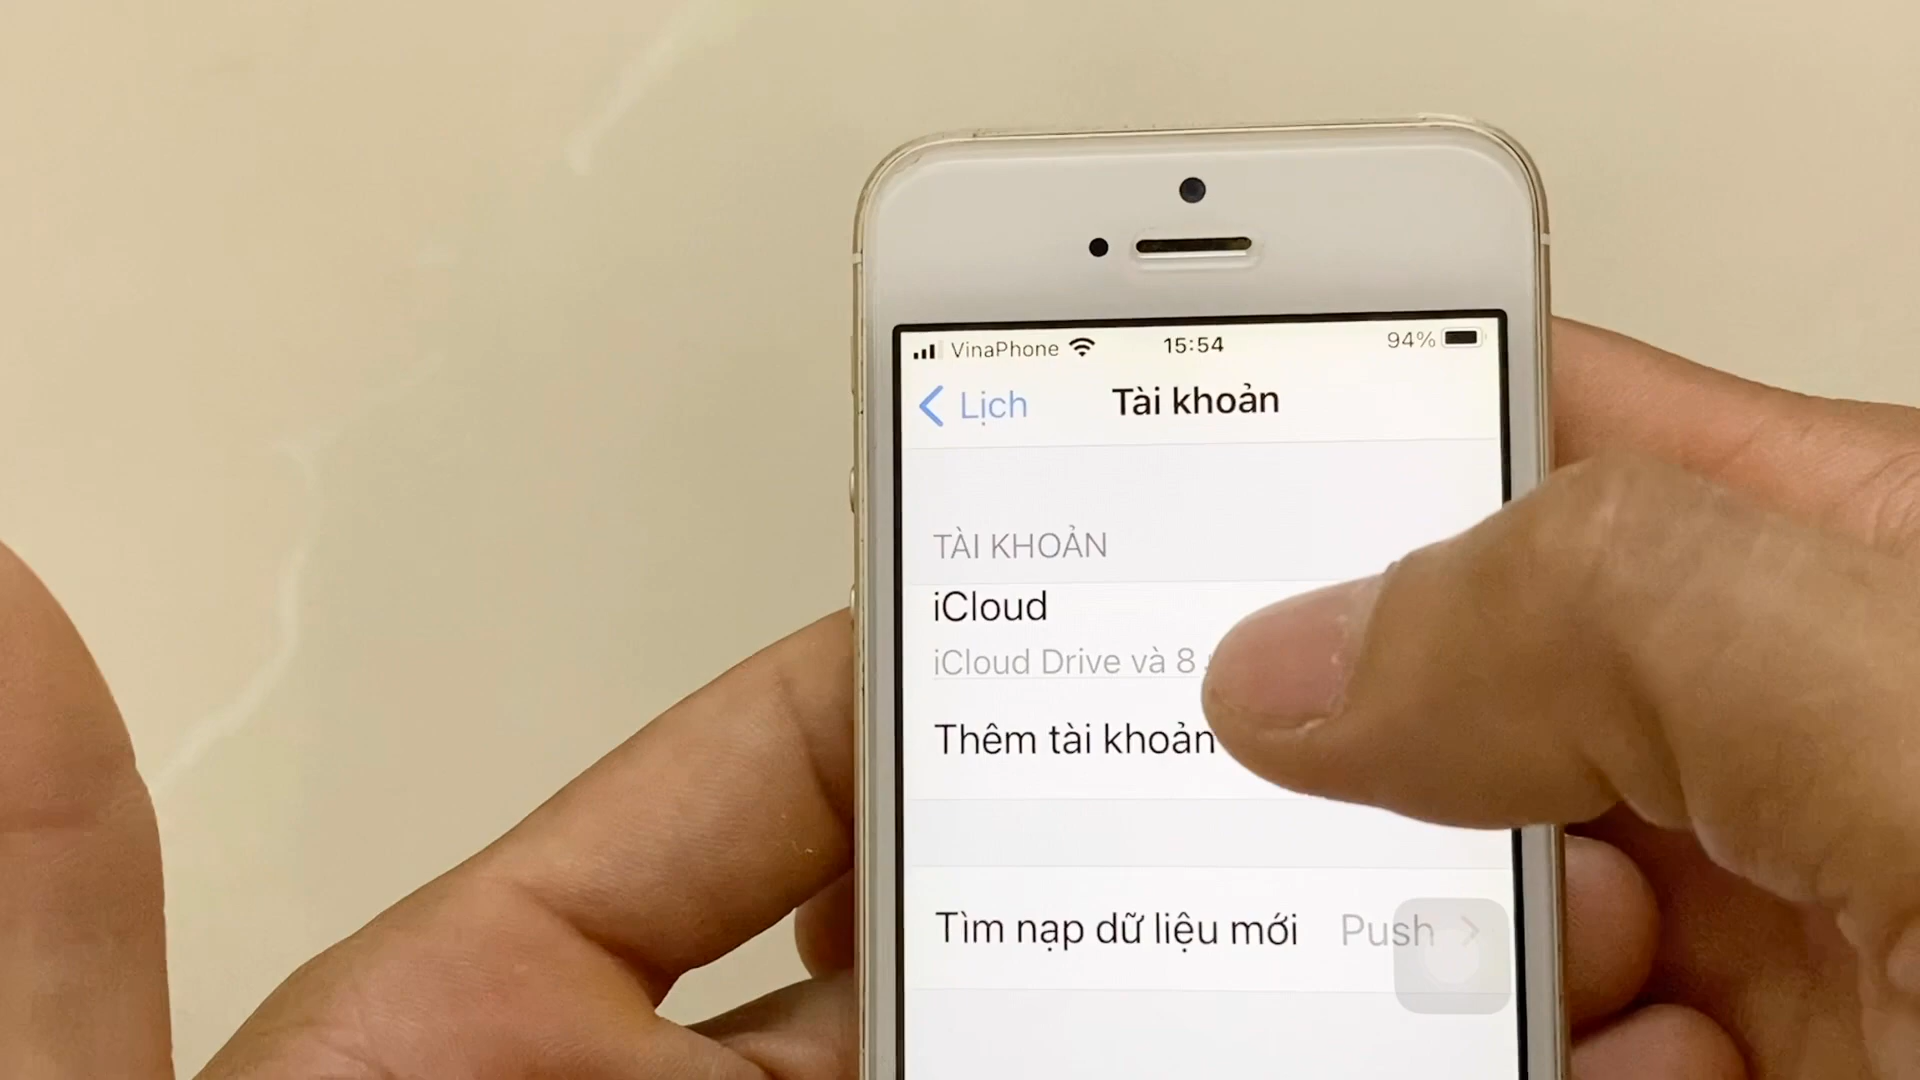 VinaPhone 15:54 94%
Lịch Tài khoản
TÀI KHOẢN
iCloud
iCloud Drive và 8
Thêm tài khoản
Tìm nạp dữ liệu mới Push